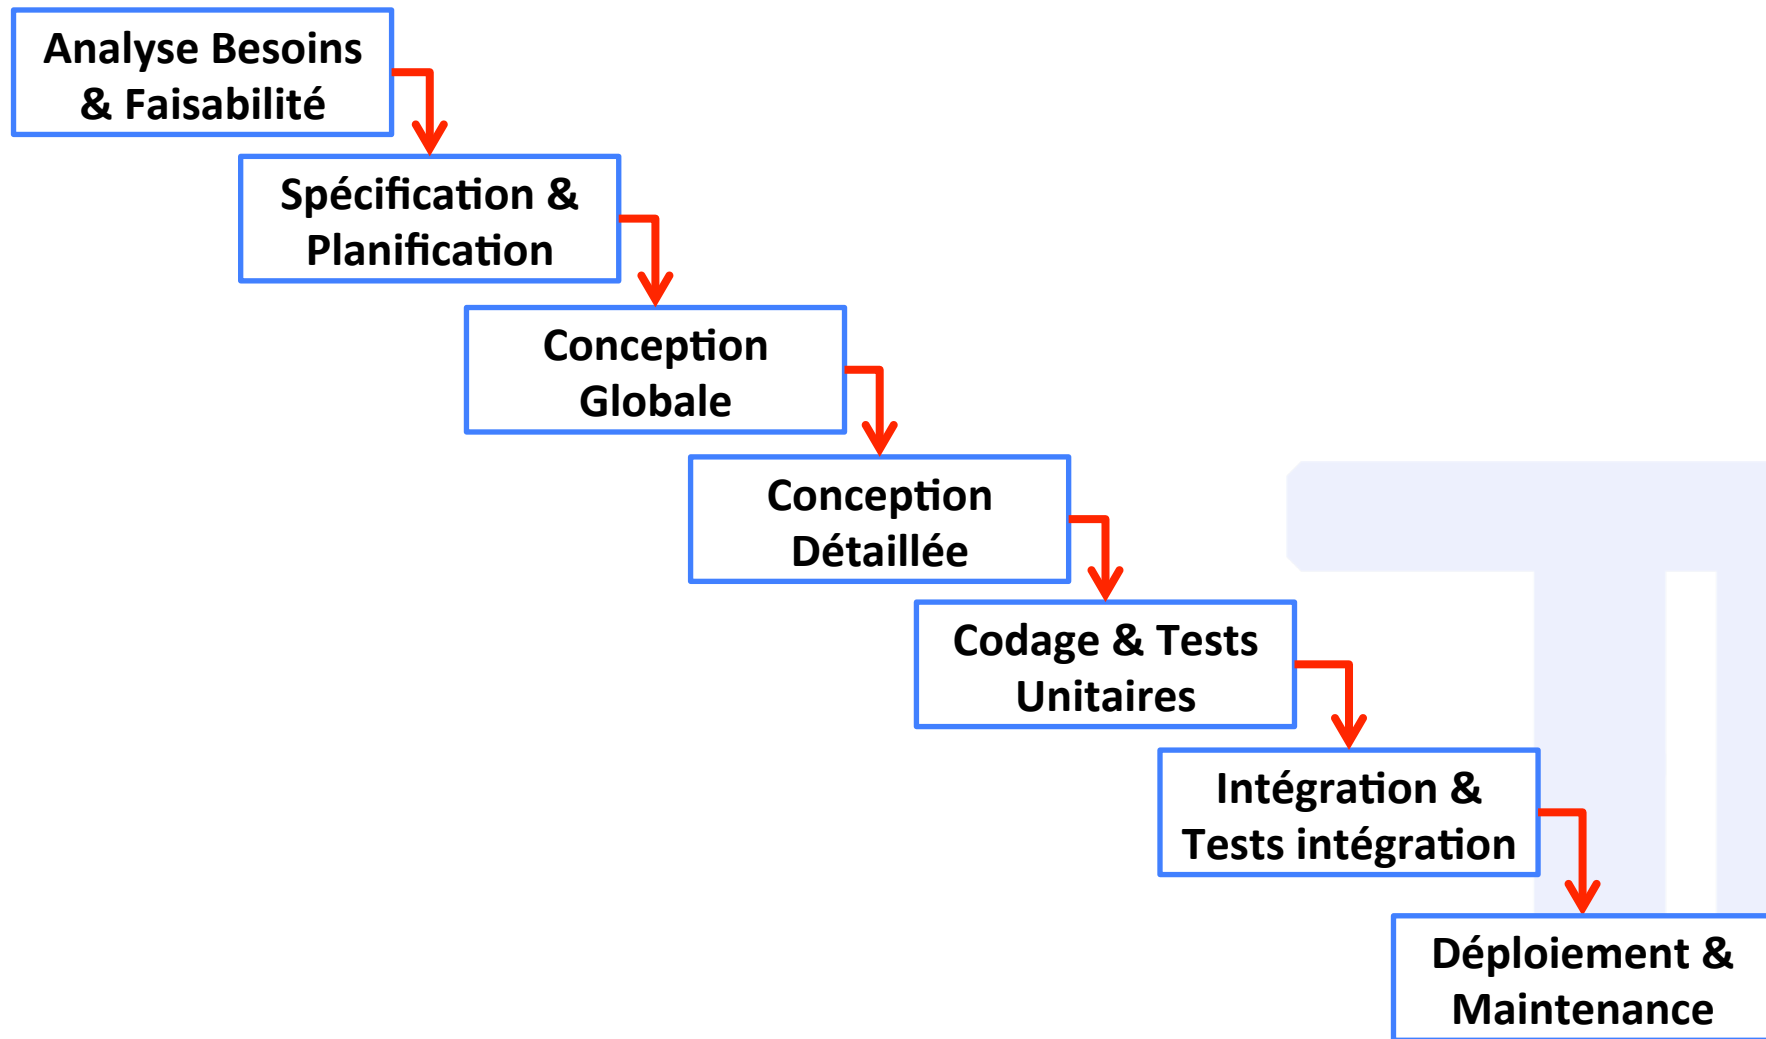 Analyse Besoins
& Faisabilité
Spécification &
Planification
Conception
Globale
Conception
Détaillée
Codage & Tests
Unitaires
Intégration &
Tests intégration
Déploiement &
Maintenance